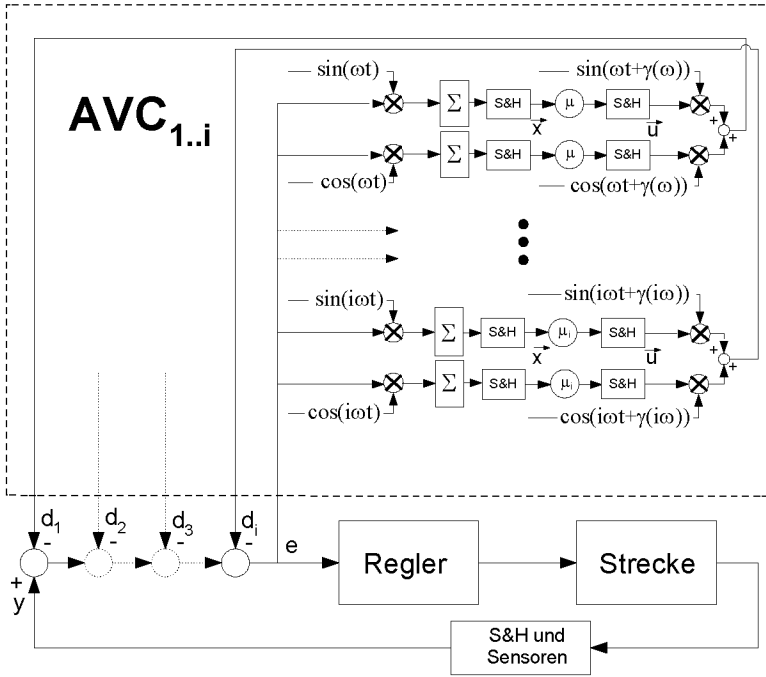 AVC1..i
sin(ωt)
Σ
S&H
x
μ
S&H
u
sin(ωt+γ(ω))
+
+
cos(ωt)
Σ
S&H
μ
S&H
cos(ωt+γ(ω))
sin(iωt)
Σ
S&H
x
μi
S&H
u
sin(iωt+γ(iω))
+
+
cos(iωt)
Σ
S&H
μi
S&H
cos(iωt+γ(iω))
d1
-
d2
-
d3
-
di
-
+
y
e
Regler
Strecke
S&H und
Sensoren